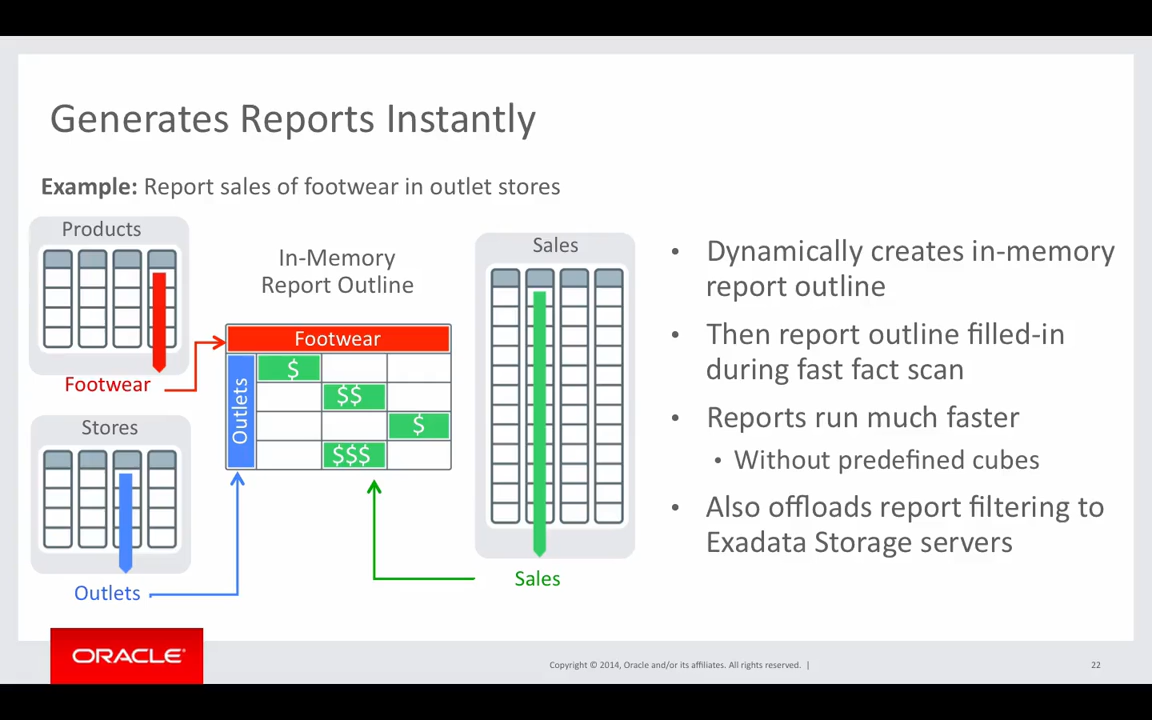 Generates Reports Instantly
Example: Report sales of footwear in outlet stores
Products
Footwear
Stores
Outlets
In-Memory
Report Outline
Footwear
Outlets
$
$$
$
$$$
Sales
Sales
• Dynamically creates in-memory
report outline
• Then report outline filled-in
during fast fact scan
• Reports run much faster
• Without predefined cubes
• Also offloads report filtering to
Exadata Storage servers
ORACLE®
Copyright © 2014, Oracle and/or its affiliates. All rights reserved. |
22